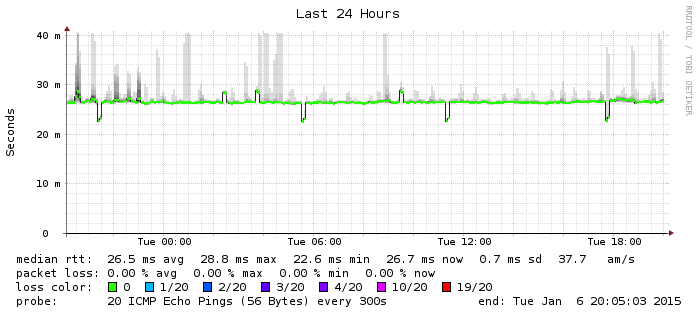 Last 24 Hours
RRDTOOL / TOBI OETIKER
Seconds
40 m
30 m
20 m
10 m
0
Tue 00:00 Tue 06:00 Tue 12:00 Tue 18:00
median rtt: 26.5 ms avg 28.8 ms max 22.6 ms min 26.7 ms now 0.7 ms sd 37.7 am/s
packet loss: 0.00 % avg 0.00 % max 0.00 % min 0.00 % now
loss color: 0 1/20 2/20 3/20 4/20 10/20 19/20
probe: 20 ICMP Echo Pings (56 Bytes) every 300s end: Tue Jan 6 20:05:03 2015